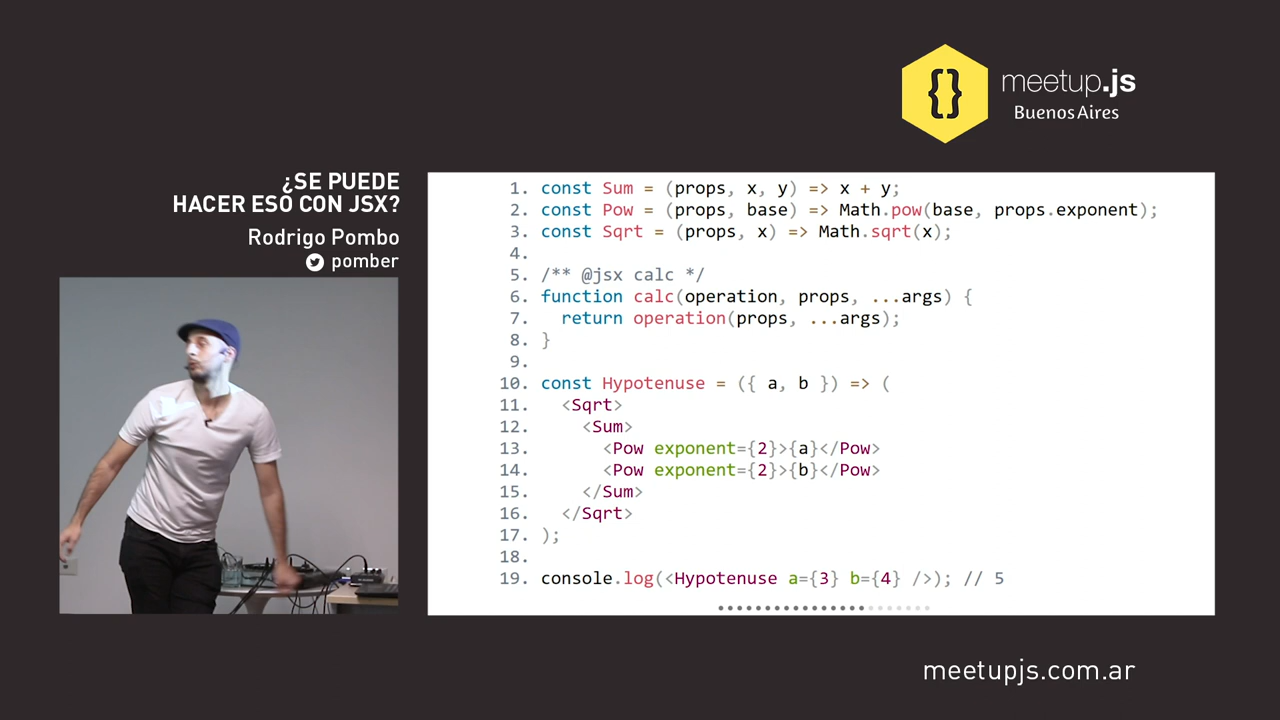 {}
meetup.js
Buenos Aires
¿SE PUEDE
HACER ESO CON JSX?
Rodrigo Pombo
pomber
1. const Sum = (props, x, y) => x + y;
2. const Pow = (props, base) => Math.pow(base, props.exponent);
3. const Sqrt = (props, x) => Math.sqrt(x);
4.
5. /** @jsx calc */
6. function calc(operation, props, ...args) {
7.   return operation(props, ...args);
8. }
9.
10. const Hypotenuse = ({ a, b }) => (
11.   <Sqrt>
12.     <Sum>
13.       <Pow exponent={2}>{a}</Pow>
14.       <Pow exponent={2}>{b}</Pow>
15.     </Sum>
16.   </Sqrt>
17. );
18.
19. console.log(<Hypotenuse a={3} b={4} />); // 5
meetupjs.com.ar